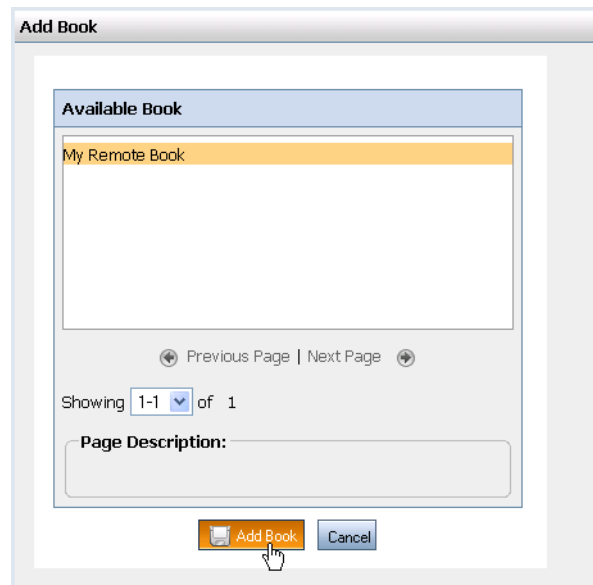 Add Book
Available Book
My Remote Book
Previous Page | Next Page
Showing 1-1 of 1
Page Description:
Add Book Cancel